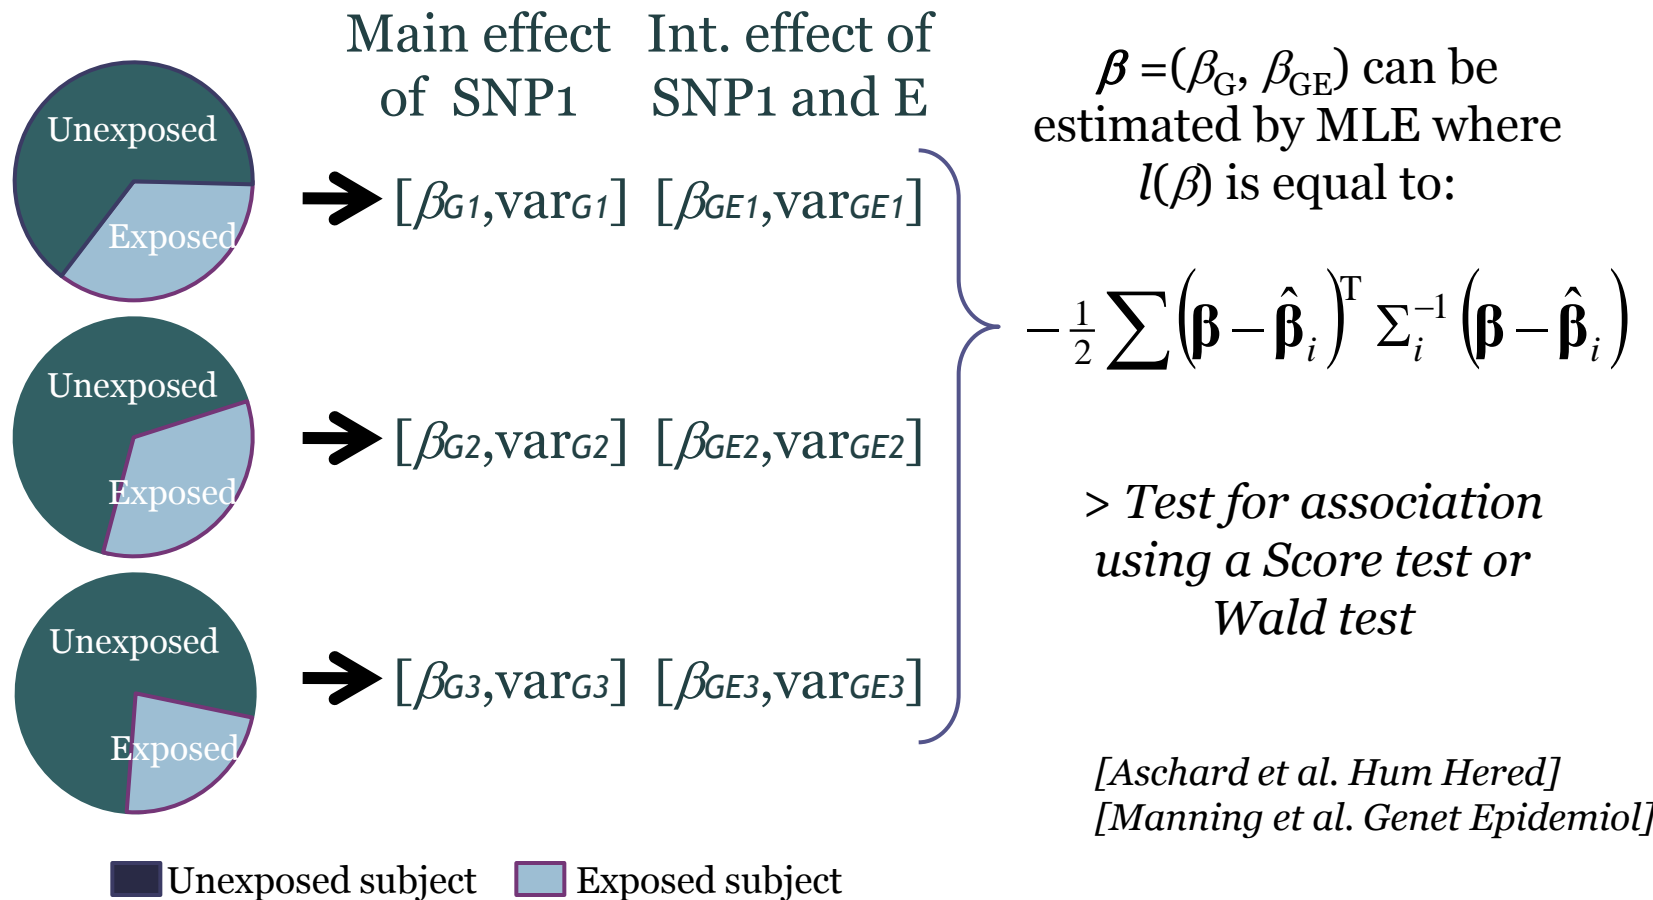 Main effect
of SNP1
Int. effect of
SNP1 and E
Unexposed
Exposed
[βG1,varG1] [βGE1,varGE1]
Unexposed
Exposed
[βG2,varG2] [βGE2,varGE2]
Unexposed
Exposed
[βG3,varG3] [βGE3,varGE3]
β =(βG, βGE) can be
estimated by MLE where
l(β) is equal to:
−½∑(β − β̂ᵢ)ᵀ Σᵢ⁻¹ (β − β̂ᵢ)
> Test for association
using a Score test or
Wald test
[Aschard et al. Hum Hered]
[Manning et al. Genet Epidemiol]
Unexposed subject
Exposed subject